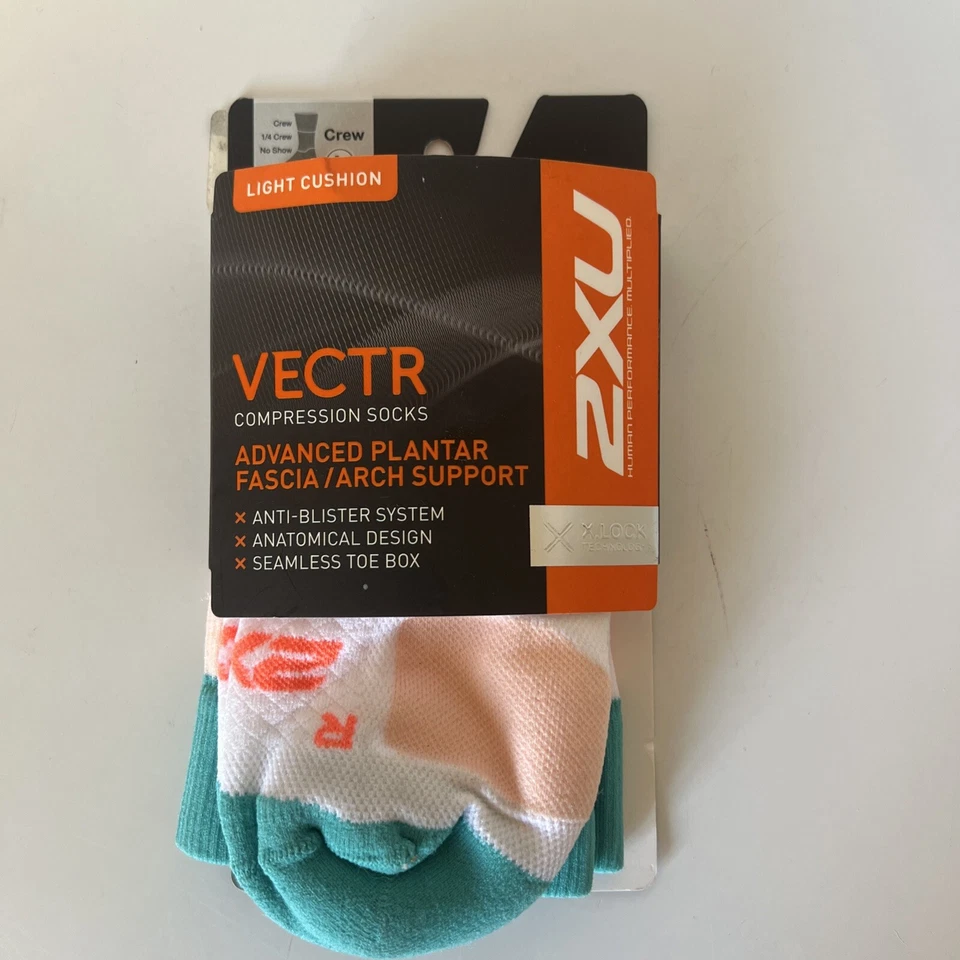 Crew
1/4 Crew
No Show
Crew
LIGHT CUSHION
2XU
HUMAN PERFORMANCE. MULTIPLIED.
VECTR
COMPRESSION SOCKS
ADVANCED PLANTAR
FASCIA/ARCH SUPPORT
× ANTI-BLISTER SYSTEM
× ANATOMICAL DESIGN
× SEAMLESS TOE BOX
X:LOCK
TECHNOLOGY
R